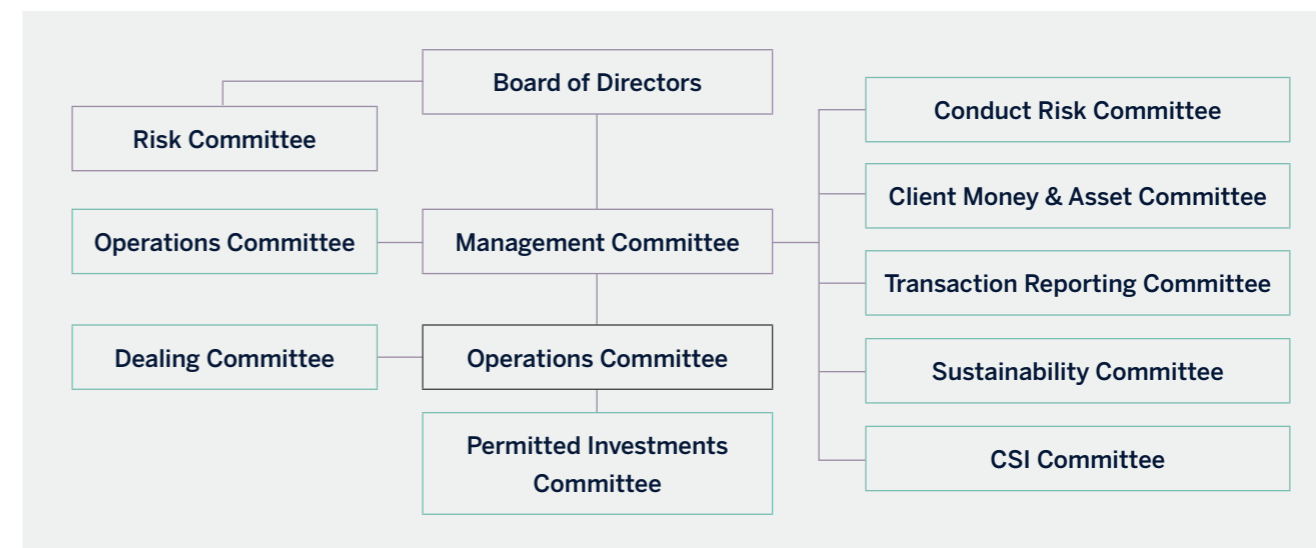 Board of Directors
Risk Committee
Operations Committee
Management Committee
Dealing Committee
Operations Committee
Permitted Investments
Committee
Conduct Risk Committee
Client Money & Asset Committee
Transaction Reporting Committee
Sustainability Committee
CSI Committee